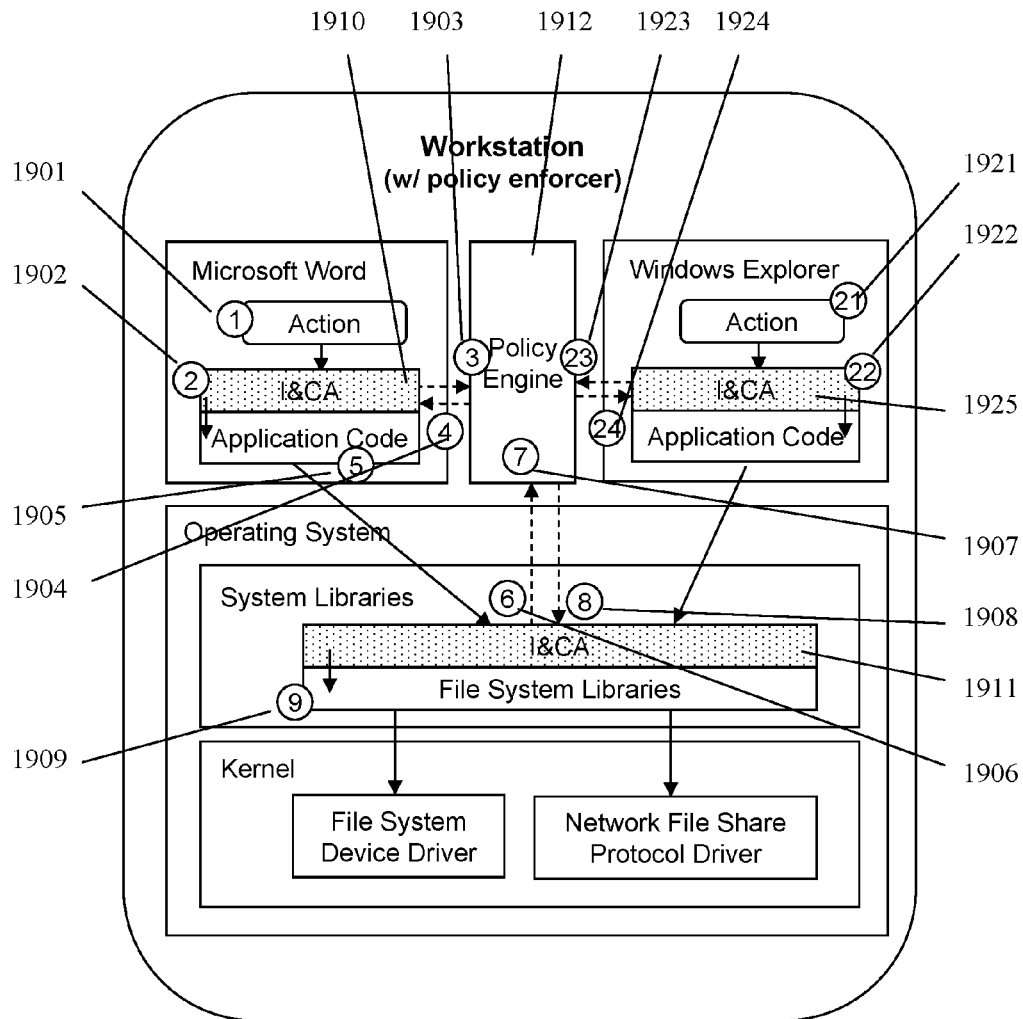 1910 1903 1912 1923 1924
Workstation
(w/ policy enforcer)
1901
1921
1902
1922
Microsoft Word
Windows Explorer
1
Action
21
Action
3
Policy
Engine
23
2
I&CA
22
I&CA
1925
Application Code
4
24
Application Code
5
7
1905
1907
Operating System
1904
System Libraries
6
8
1908
I&CA
1911
File System Libraries
9
1909
1906
Kernel
File System
Device Driver
Network File Share
Protocol Driver